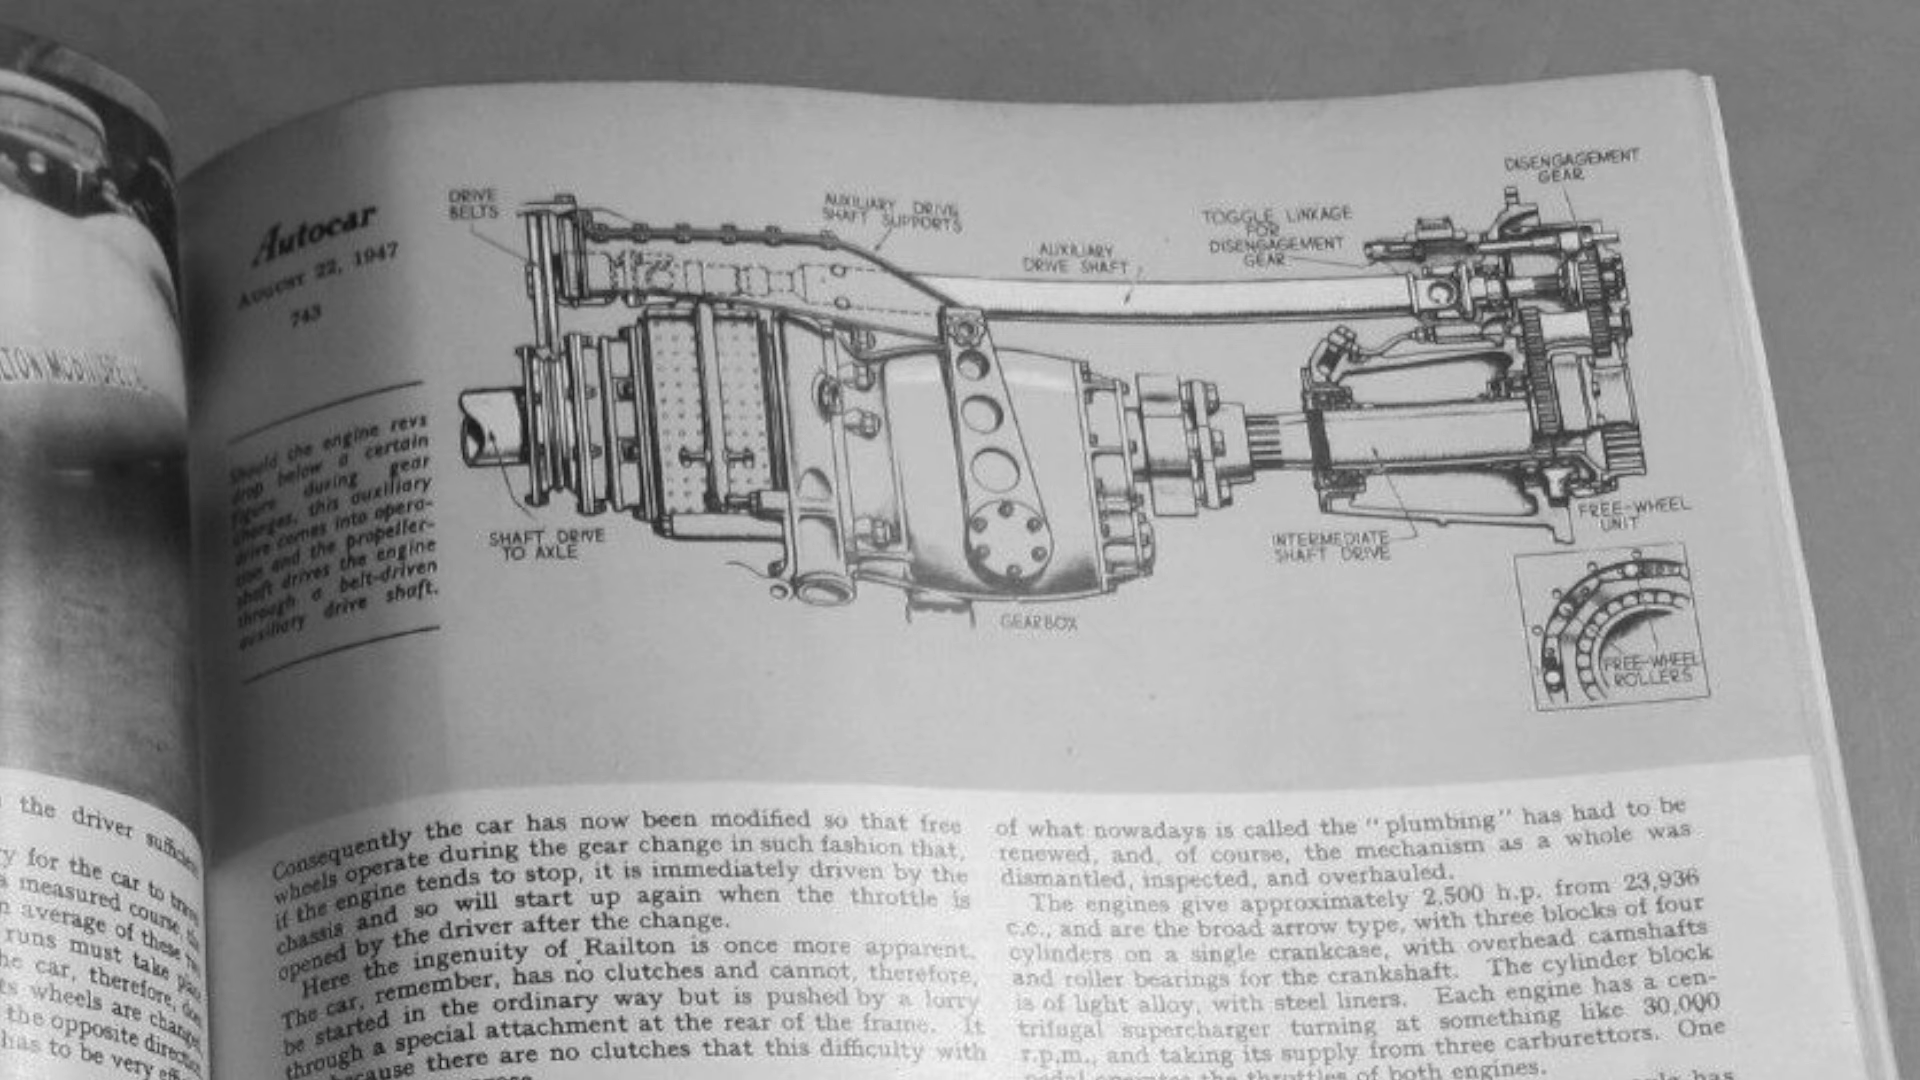 Autocar
AUGUST 22, 1947
743
Should the engine revs
drop below a certain
figure during gear
changes, this auxiliary
drive comes into opera-
tion and the propeller-
shaft drives the engine
through a belt-driven
auxiliary drive shaft.
DRIVE
BELTS
AUXILIARY DRIVE
SHAFT SUPPORTS
AUXILIARY
DRIVE SHAFT
TOGGLE LINKAGE
FOR
DISENGAGEMENT
GEAR
DISENGAGEMENT
GEAR
SHAFT DRIVE
TO AXLE
GEARBOX
INTERMEDIATE
SHAFT DRIVE
FREE-WHEEL
UNIT
FREE-WHEEL
ROLLERS
the driver
y for the car to
measured course
average of these
runs must take
he car, therefore,
ts wheels are
the opposite
has to be very
Consequently the car has now been modified so that free
wheels operate during the gear change in such fashion that,
if the engine tends to stop, it is immediately driven by the
chassis and so will start up again when the throttle is
opened by the driver after the change.
Here the ingenuity of Railton is once more apparent.
The car, remember, has no clutches and cannot, therefore,
be started in the ordinary way but is pushed by a lorry
through a special attachment at the rear of the frame. It
because there are no clutches that this difficulty with
of what nowadays is called the "plumbing" has had to be
renewed, and, of course, the mechanism as a whole was
dismantled, inspected, and overhauled.
The engines give approximately 2,500 h.p. from 23,936
c.c., and are the broad arrow type, with three blocks of four
cylinders on a single crankcase, with overhead camshafts
and roller bearings for the crankshaft. The cylinder block
is of light alloy, with steel liners. Each engine has a cen-
trifugal supercharger turning at something like 30,000
r.p.m., and taking its supply from three carburettors. One
pedal operates the throttles of both engines.
has